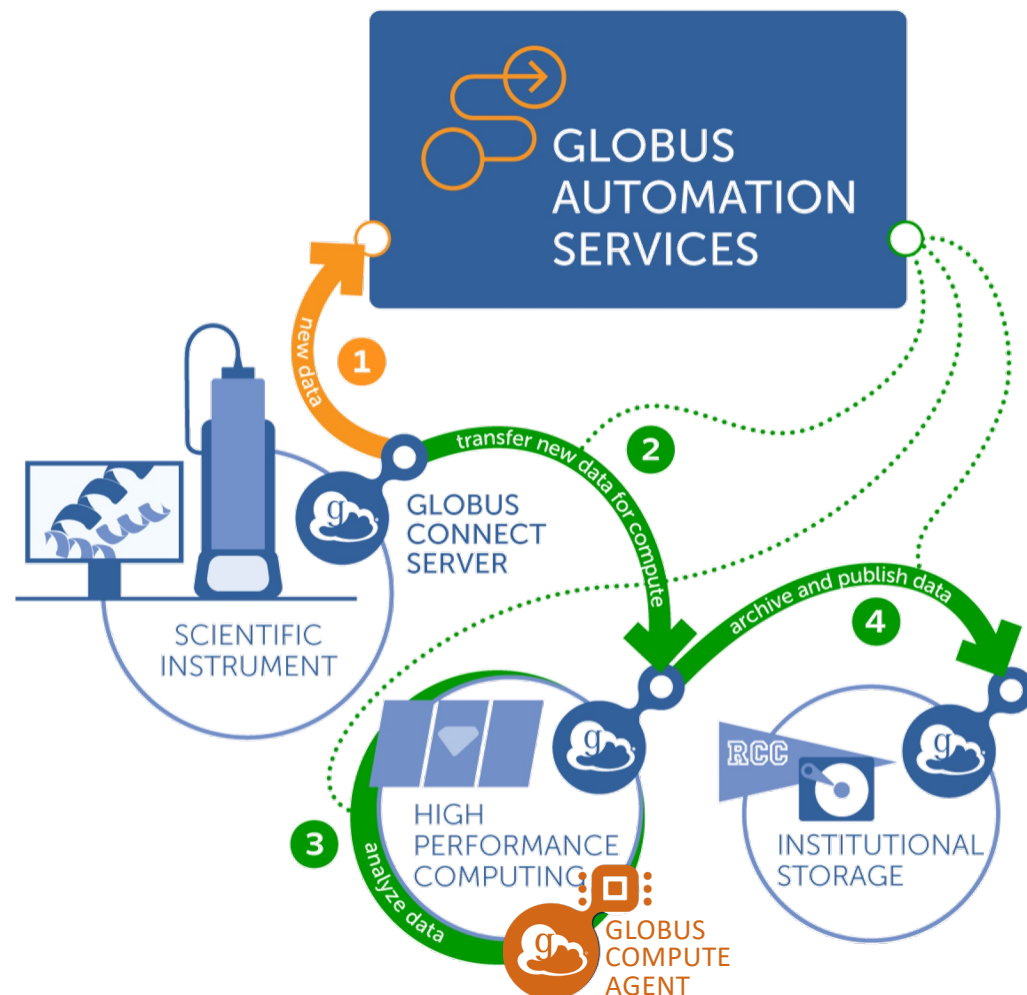 GLOBUS
AUTOMATION
SERVICES
new data
1
transfer new data for compute
2
g
GLOBUS
CONNECT
SERVER
SCIENTIFIC
INSTRUMENT
archive and publish data
4
g
RCC
g
HIGH
PERFORMANCE
COMPUTING
INSTITUTIONAL
STORAGE
3
analyze data
g
GLOBUS
COMPUTE
AGENT